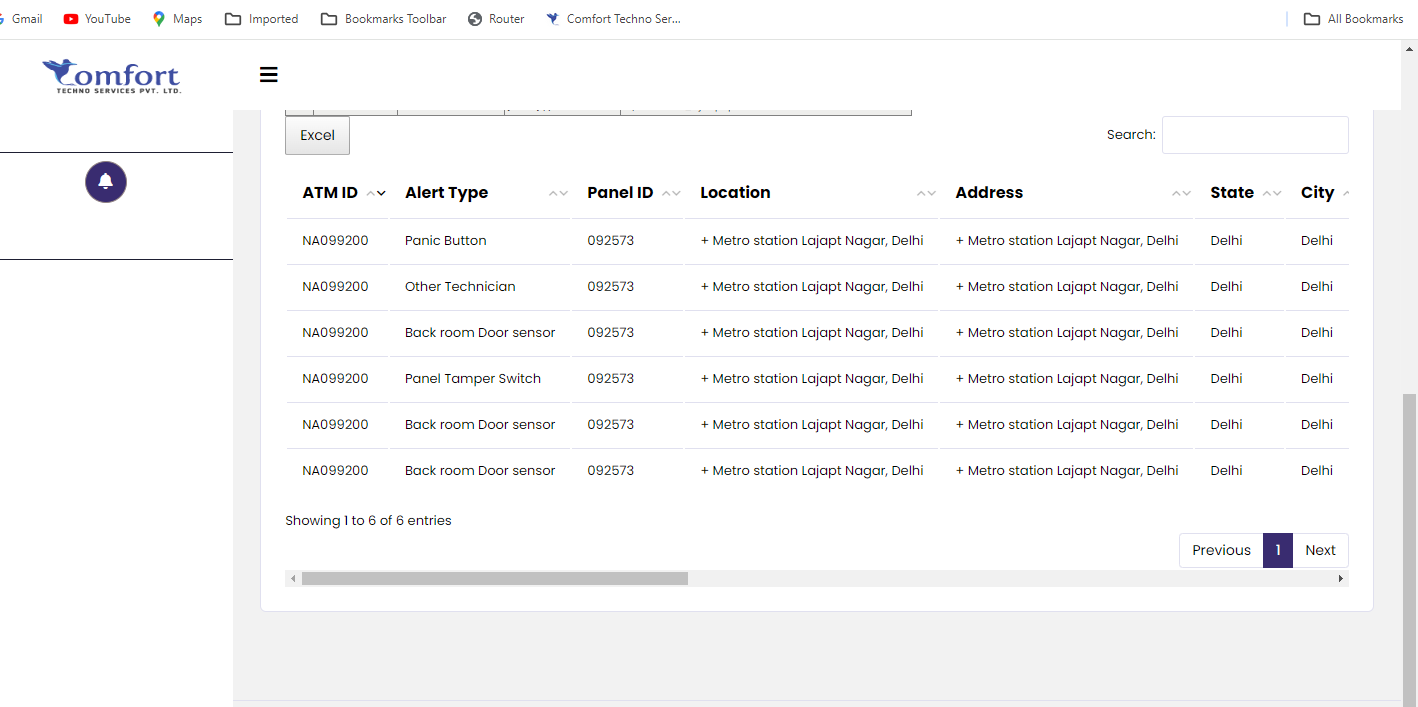 Gmail YouTube Maps Imported Bookmarks Toolbar Router Comfort Techno Ser... All Bookmarks
Comfort
TECHNO SERVICES PVT. LTD.
Excel Search:
ATM ID Alert Type Panel ID Location Address State City
NA099200 Panic Button 092573 + Metro station Lajapt Nagar, Delhi + Metro station Lajapt Nagar, Delhi Delhi Delhi
NA099200 Other Technician 092573 + Metro station Lajapt Nagar, Delhi + Metro station Lajapt Nagar, Delhi Delhi Delhi
NA099200 Back room Door sensor 092573 + Metro station Lajapt Nagar, Delhi + Metro station Lajapt Nagar, Delhi Delhi Delhi
NA099200 Panel Tamper Switch 092573 + Metro station Lajapt Nagar, Delhi + Metro station Lajapt Nagar, Delhi Delhi Delhi
NA099200 Back room Door sensor 092573 + Metro station Lajapt Nagar, Delhi + Metro station Lajapt Nagar, Delhi Delhi Delhi
NA099200 Back room Door sensor 092573 + Metro station Lajapt Nagar, Delhi + Metro station Lajapt Nagar, Delhi Delhi Delhi
Showing 1 to 6 of 6 entries
Previous 1 Next